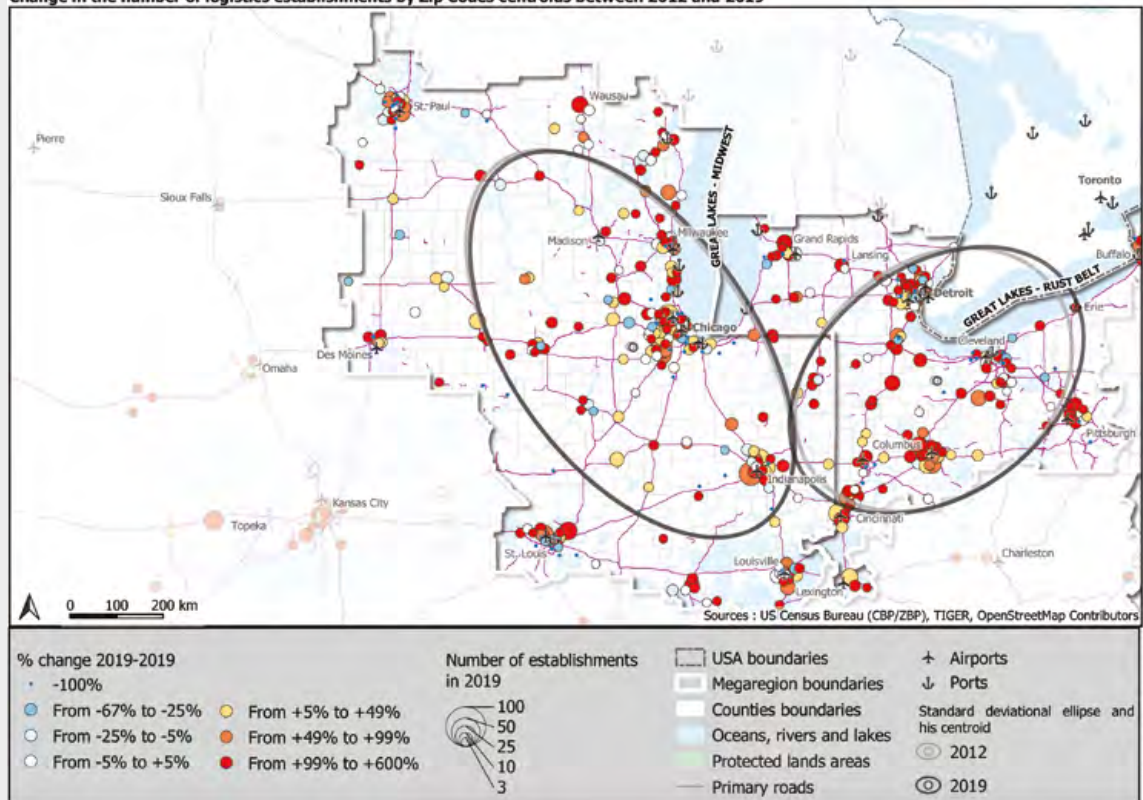 Change in the number of logistics establishments by Zip Codes centroids between 2012 and 2019
St. Paul
Wausau
Pierre
Sioux Falls
Toronto
GREAT LAKES - MIDWEST
Madison
Milwaukee
Grand Rapids
Lansing
Buffalo
Detroit
GREAT LAKES - RUST BELT
Erie
Chicago
Cleveland
Des Moines
Omaha
Pittsburgh
Columbus
Indianapolis
Kansas City
Topeka
Cincinnati
St. Louis
Louisville
Charleston
Lexington
0 100 200 km
Sources : US Census Bureau (CBP/ZBP), TIGER, OpenStreetMap Contributors
% change 2019-2019
-100%
From -67% to -25%
From -25% to -5%
From -5% to +5%
From +5% to +49%
From +49% to +99%
From +99% to +600%
Number of establishments
in 2019
100
50
25
10
3
USA boundaries
Megaregion boundaries
Counties boundaries
Oceans, rivers and lakes
Protected lands areas
Primary roads
Airports
Ports
Standard deviational ellipse and
his centroid
2012
2019